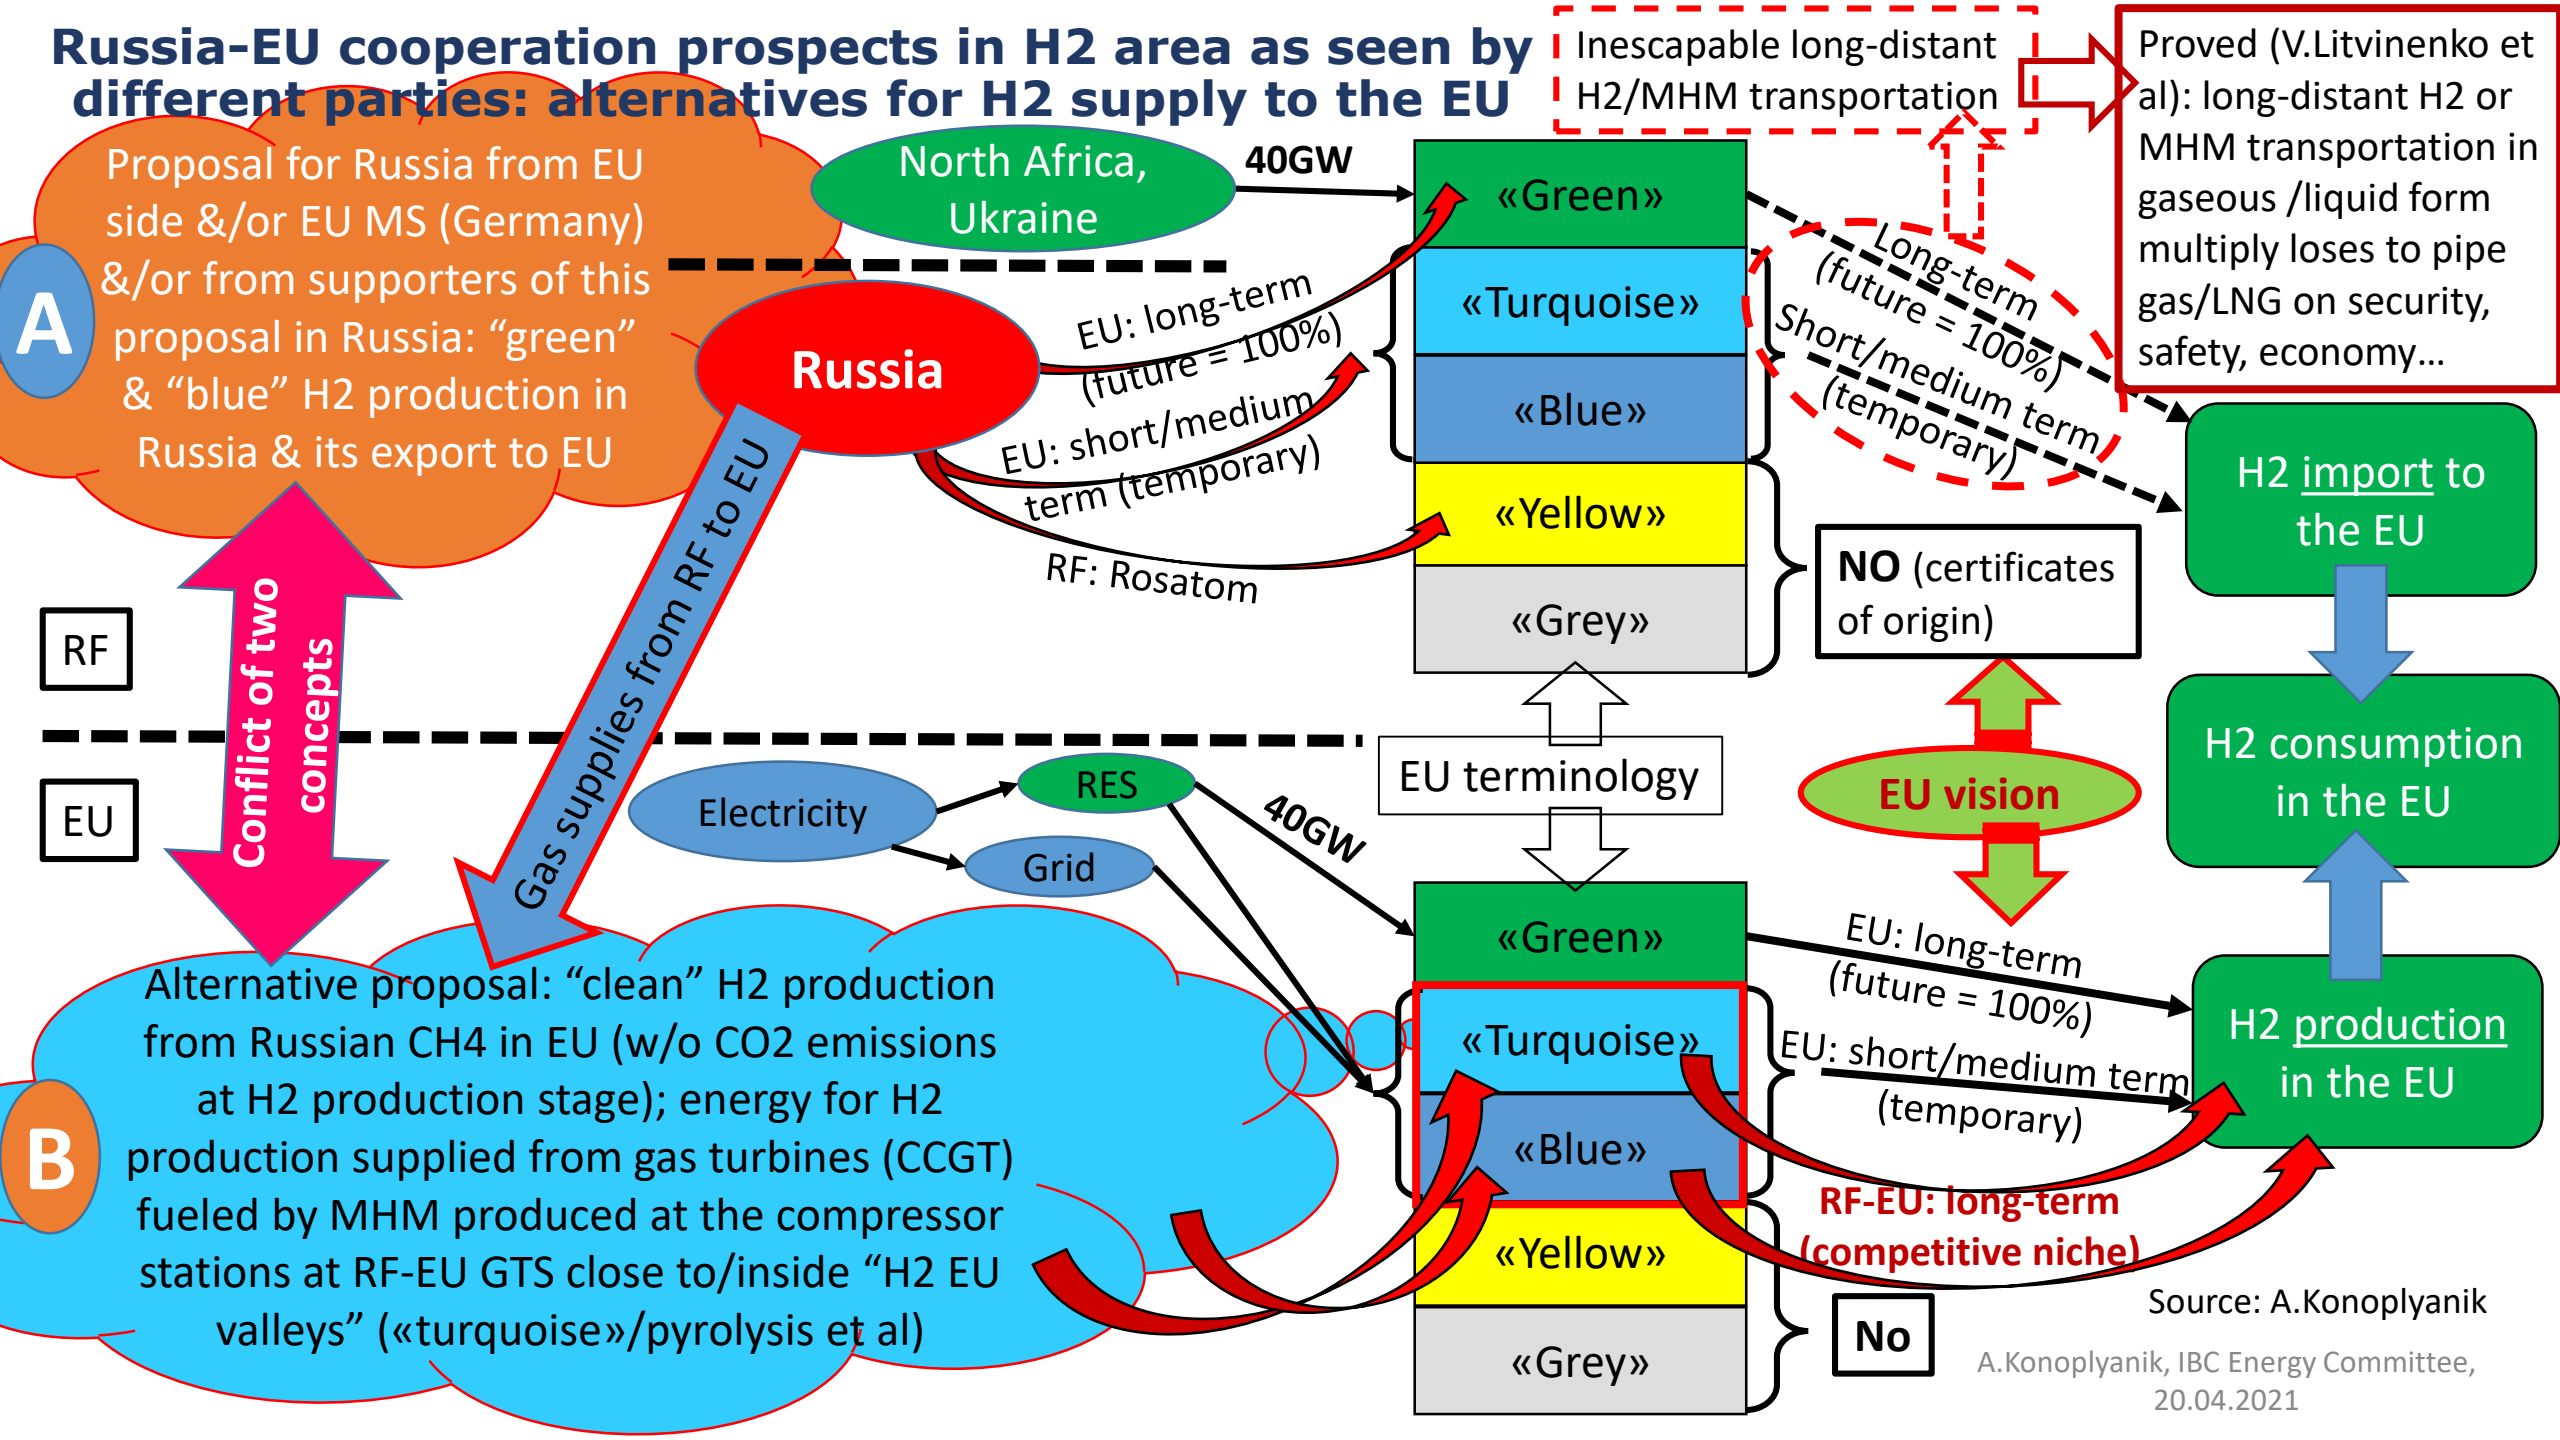 Russia-EU cooperation prospects in H2 area as seen by
different parties: alternatives for H2 supply to the EU
Inescapable long-distant
H2/MHM transportation
Proved (V.Litvinenko et
al): long-distant H2 or
MHM transportation in
gaseous /liquid form
multiply loses to pipe
gas/LNG on security,
safety, economy...
A
Proposal for Russia from EU
side &/or EU MS (Germany)
&/or from supporters of this
proposal in Russia: “green”
& “blue” H2 production in
Russia & its export to EU
North Africa,
Ukraine
40GW
Russia
EU: long-term
(future = 100%)
EU: short/medium
term (temporary)
RF: Rosatom
«Green»
«Turquoise»
«Blue»
«Yellow»
«Grey»
Long-term
(future = 100%)
Short/medium term
(temporary)
NO (certificates
of origin)
H2 import to
the EU
RF
EU
Conflict of two
concepts
Gas supplies from RF to EU
Electricity
RES
Grid
40GW
EU terminology
EU vision
H2 consumption
in the EU
B
Alternative proposal: “clean” H2 production
from Russian CH4 in EU (w/o CO2 emissions
at H2 production stage); energy for H2
production supplied from gas turbines (CCGT)
fueled by MHM produced at the compressor
stations at RF-EU GTS close to/inside “H2 EU
valleys” («turquoise»/pyrolysis et al)
«Green»
«Turquoise»
«Blue»
«Yellow»
«Grey»
EU: long-term
(future = 100%)
EU: short/medium term
(temporary)
H2 production
in the EU
RF-EU: long-term
(competitive niche)
No
Source: A.Konoplyanik
A.Konoplyanik, IBC Energy Committee,
20.04.2021